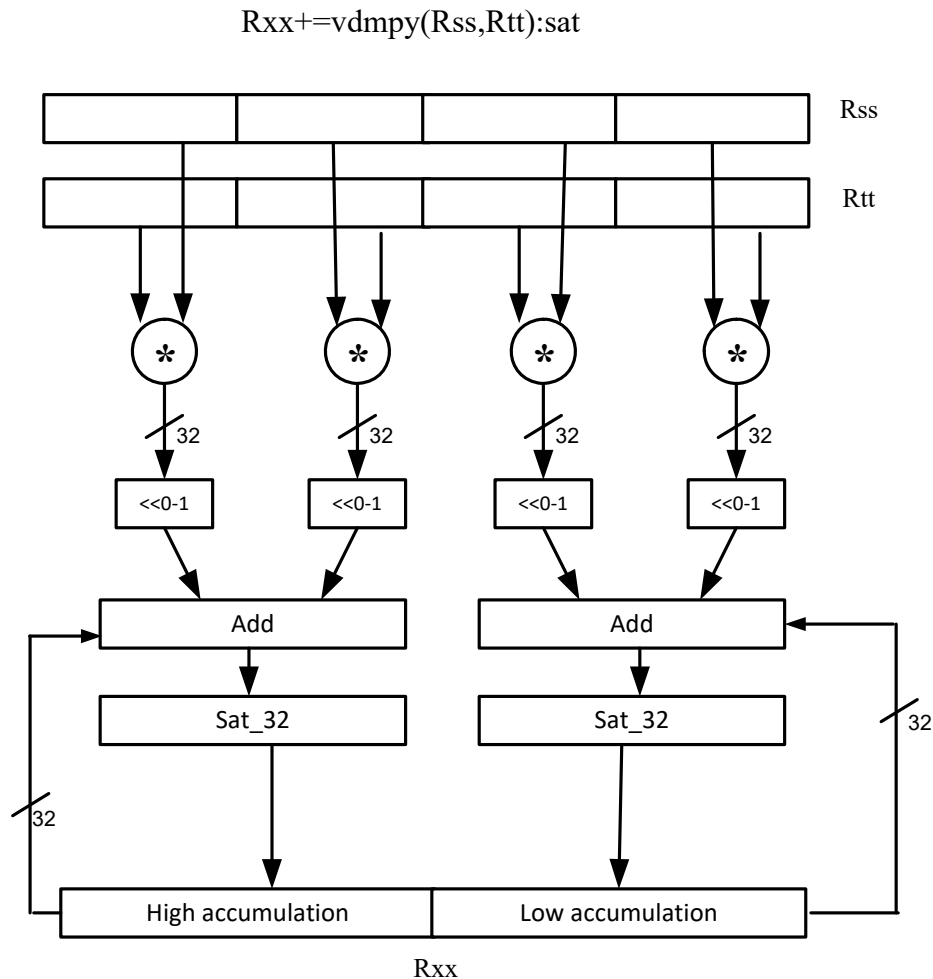 Rxx+=vdmpy(Rss,Rtt):sat
Rss
Rtt
* * * *
32 32 32 32
<<0-1 <<0-1 <<0-1 <<0-1
Add Add
Sat_32 Sat_32
32
32
High accumulation Low accumulation
Rxx